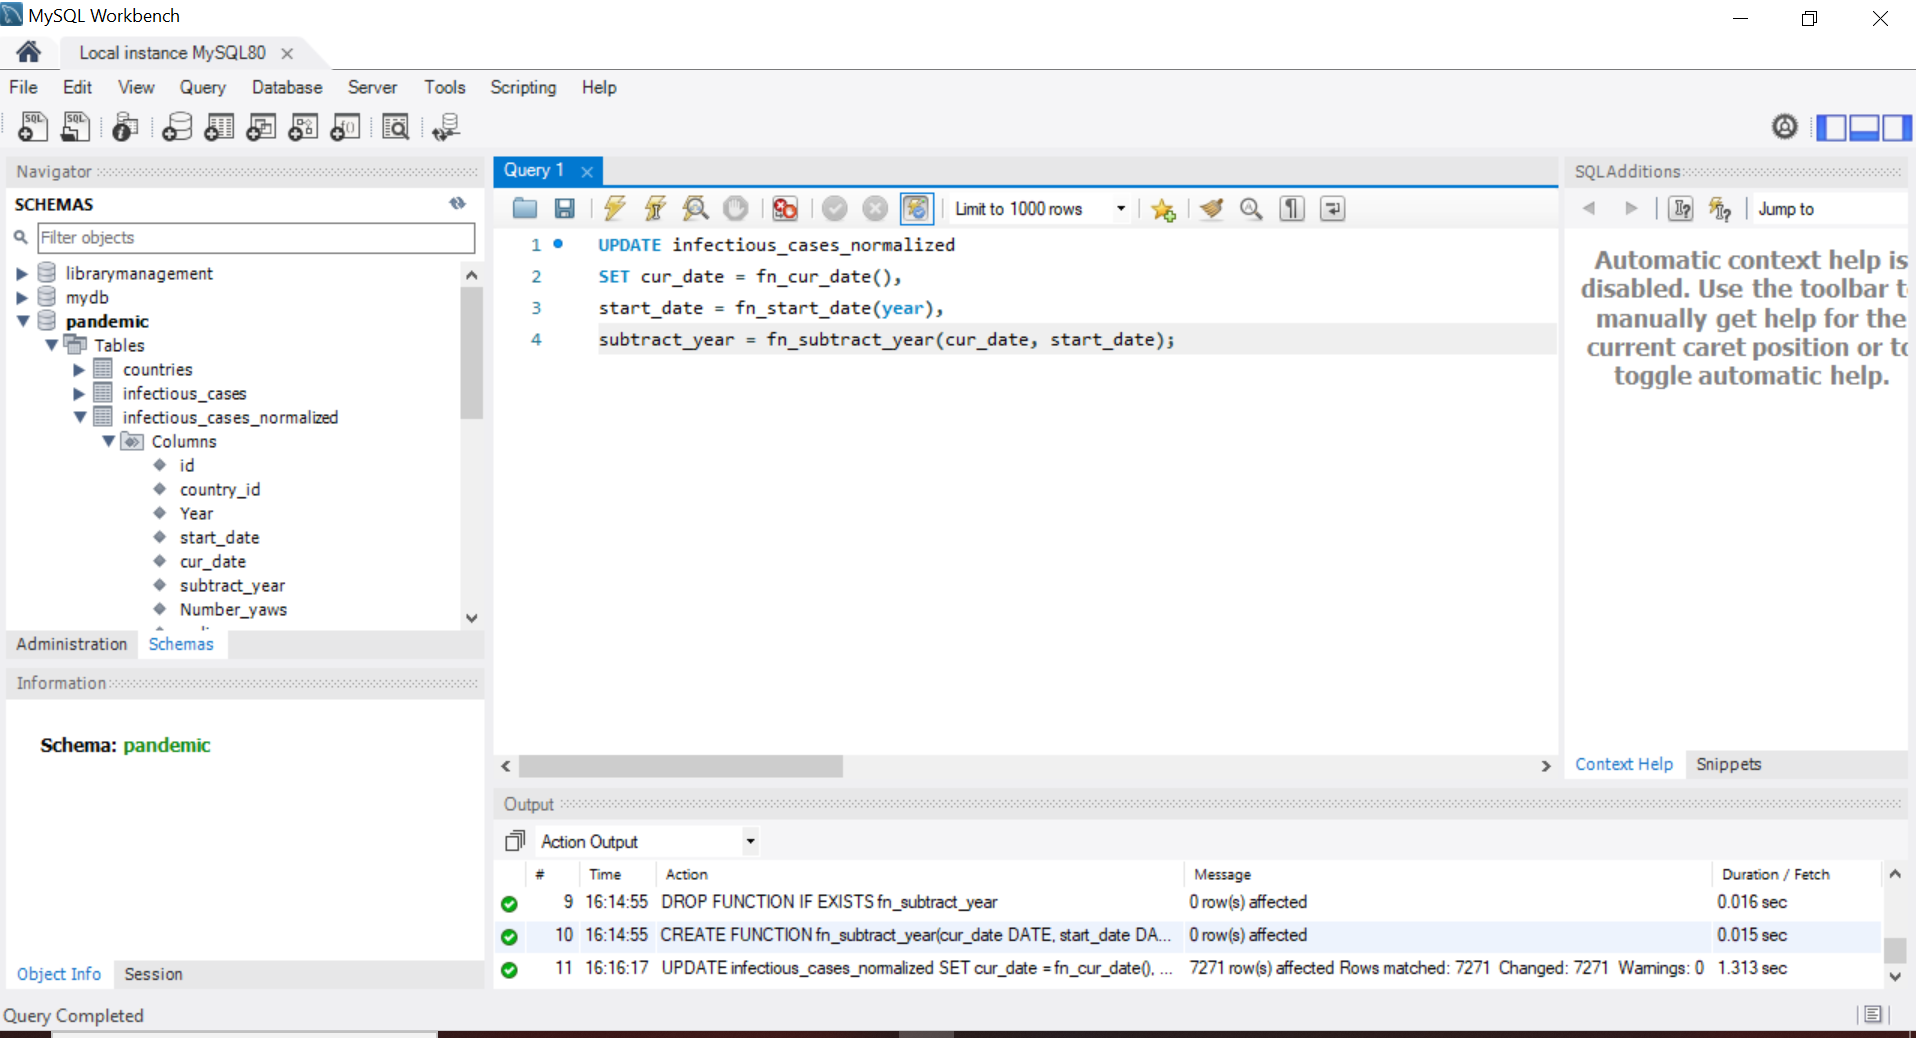 MySQL Workbench
Local instance MySQL80
File Edit View Query Database Server Tools Scripting Help
Navigator
SCHEMAS
Filter objects
librarymanagement
mydb
pandemic
Tables
countries
infectious_cases
infectious_cases_normalized
Columns
id
country_id
Year
start_date
cur_date
subtract_year
Number_yaws
Administration Schemas
Information
Schema: pandemic
Object Info Session
Query 1
Limit to 1000 rows
1 UPDATE infectious_cases_normalized
2 SET cur_date = fn_cur_date(),
3 start_date = fn_start_date(year),
4 subtract_year = fn_subtract_year(cur_date, start_date);
SQLAdditions
Jump to
Automatic context help is
disabled. Use the toolbar t
manually get help for the
current caret position or to
toggle automatic help.
Context Help Snippets
Output
Action Output
# Time Action Message Duration / Fetch
9 16:14:55 DROP FUNCTION IF EXISTS fn_subtract_year 0 row(s) affected 0.016 sec
10 16:14:55 CREATE FUNCTION fn_subtract_year(cur_date DATE, start_date DA... 0 row(s) affected 0.015 sec
11 16:16:17 UPDATE infectious_cases_normalized SET cur_date = fn_cur_date(), ... 7271 row(s) affected Rows matched: 7271 Changed: 7271 Warnings: 0 1.313 sec
Query Completed